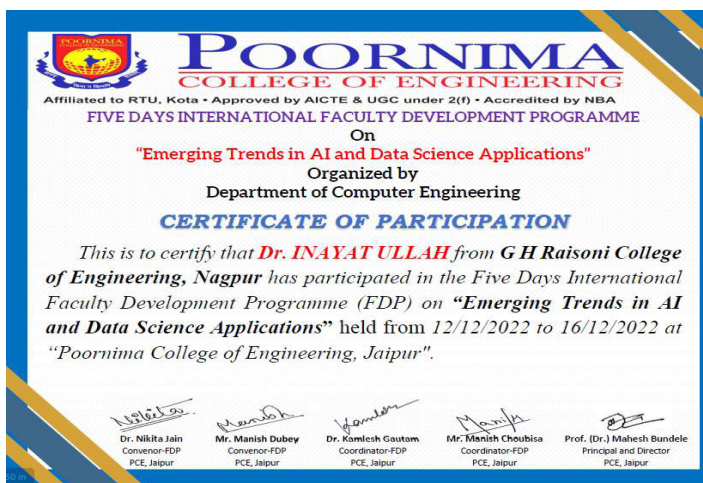 POORNIMA
COLLEGE OF ENGINEERING
Affiliated to RTU, Kota • Approved by AICTE & UGC under 2(f) • Accredited by NBA
FIVE DAYS INTERNATIONAL FACULTY DEVELOPMENT PROGRAMME
On
"Emerging Trends in AI and Data Science Applications"
Organized by
Department of Computer Engineering
CERTIFICATE OF PARTICIPATION
This is to certify that Dr. INAYAT ULLAH from G H Raisoni College
of Engineering, Nagpur has participated in the Five Days International
Faculty Development Programme (FDP) on "Emerging Trends in AI
and Data Science Applications" held from 12/12/2022 to 16/12/2022 at
"Poornima College of Engineering, Jaipur".
Nikita Manish Kamlesh Manish
Dr. Nikita Jain Mr. Manish Dubey Dr. Kamlesh Gautam Mr. Manish Choubisa Prof. (Dr.) Mahesh Bundele
Convenor-FDP Convenor-FDP Coordinator-FDP Coordinator-FDP Principal and Director
PCE, Jaipur PCE, Jaipur PCE, Jaipur PCE, Jaipur PCE, Jaipur